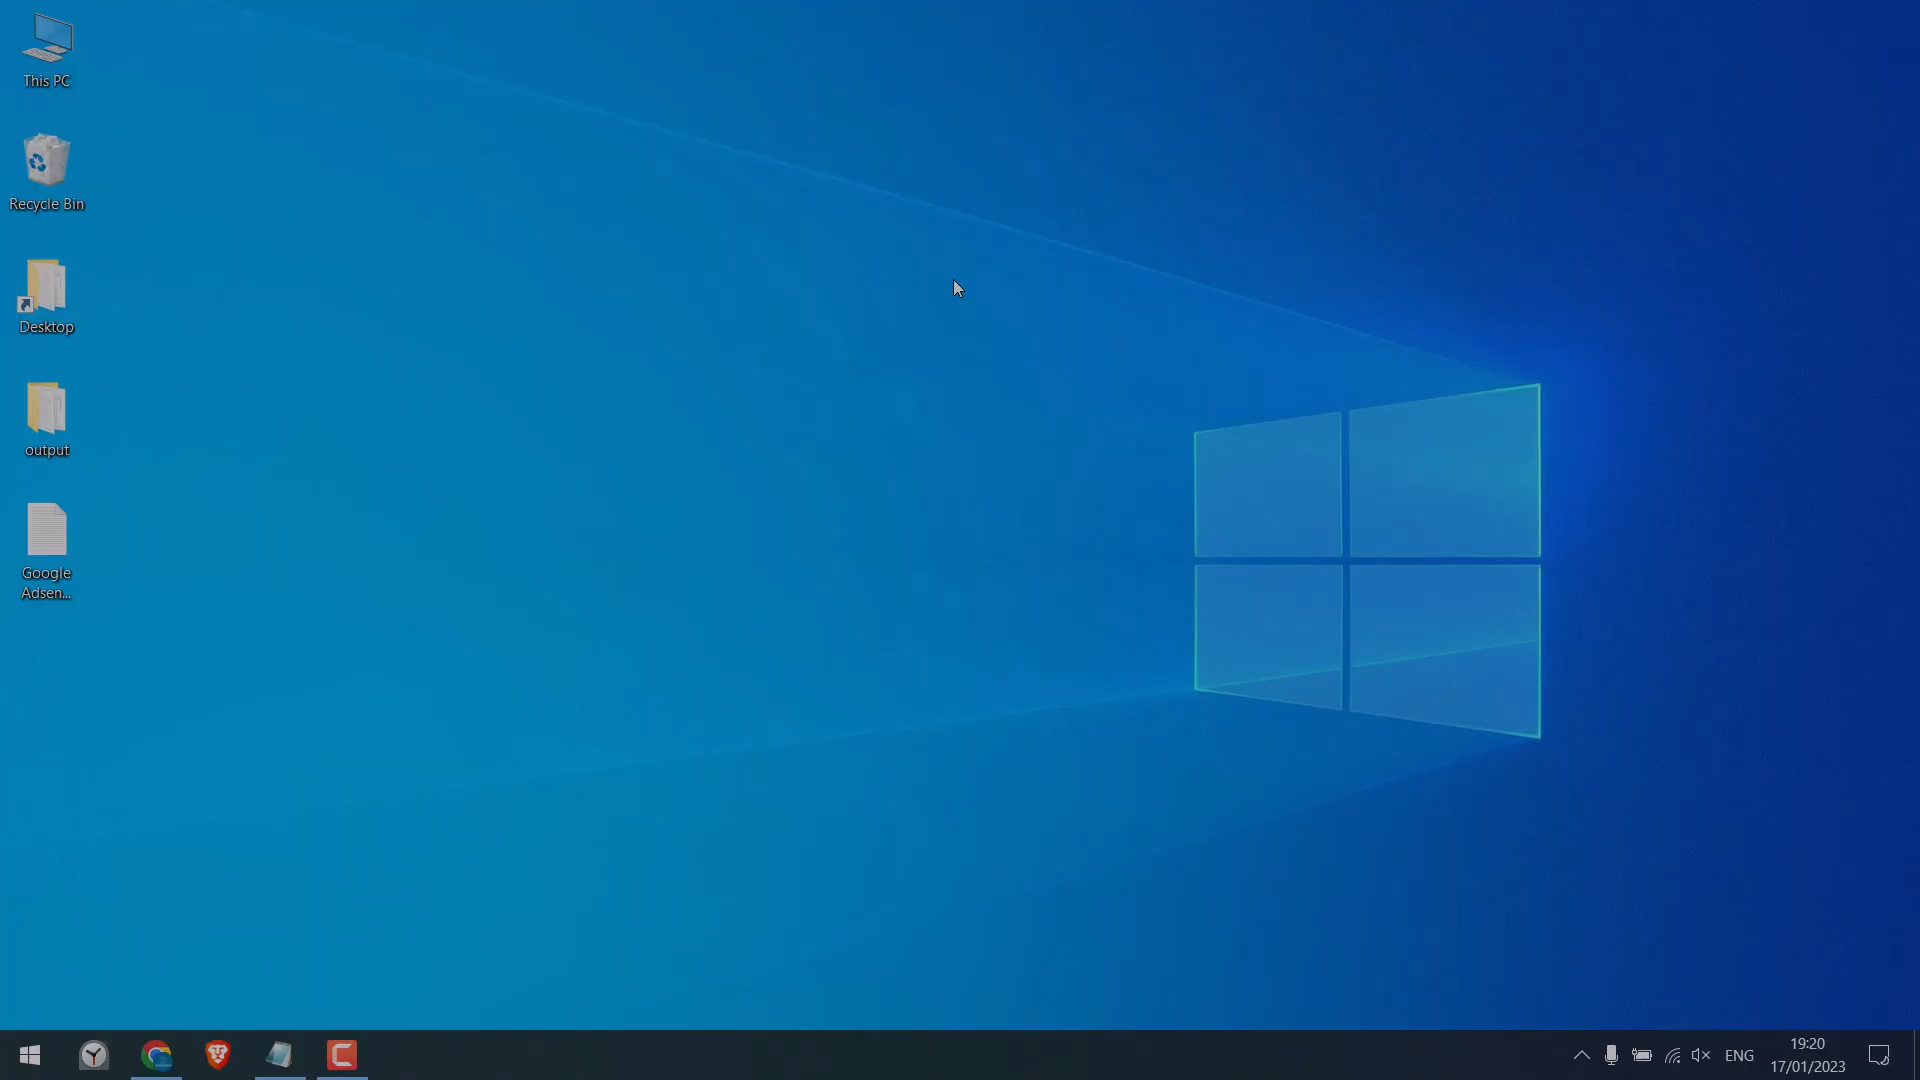 This PC
Recycle Bin
Desktop
output
Google
Adsen...
ENG
19:20
17/01/2023